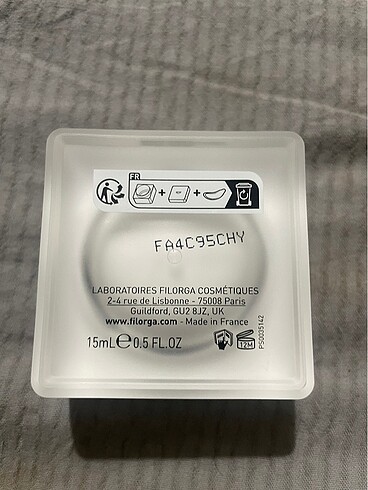 FR
+ +
FA4C95CHY
LABORATOIRES FILORGA COSMÉTIQUES
2-4 rue de Lisbonne - 75008 Paris
Guildford, GU2 8JZ, UK
www.filorga.com - Made in France
15mL℮0.5 FL.OZ
12M
PS0035142